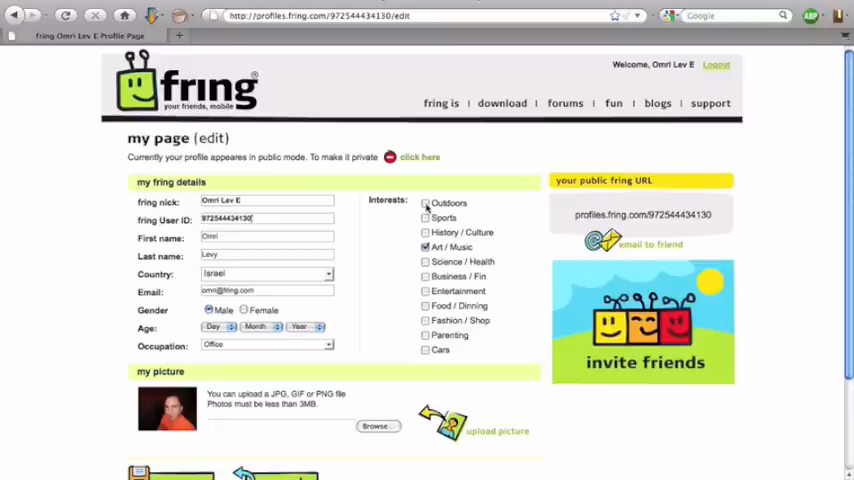 http://profiles.fring.com/972544434130/edit
Google
ABP
fring Omri Lev E Profile Page
Welcome, Omri Lev E Logout
fring®
your friends, mobile
fring is | download | forums | fun | blogs | support
my page (edit)
Currently your profile appeares in public mode. To make it private click here
my fring details
fring nick: Omri Lev E
fring User ID: 972544434130
First name: Omri
Last name: Levy
Country: Israel
Email: omri@fring.com
Gender Male Female
Age: Day Month Year
Occupation: Office
Interests: Outdoors
Sports
History / Culture
Art / Music
Science / Health
Business / Fin
Entertainment
Food / Dinning
Fashion / Shop
Parenting
Cars
your public fring URL
profiles.fring.com/972544434130
email to friend
invite friends
my picture
You can upload a JPG, GIF or PNG file
Photos must be less than 3MB.
Browse...
upload picture